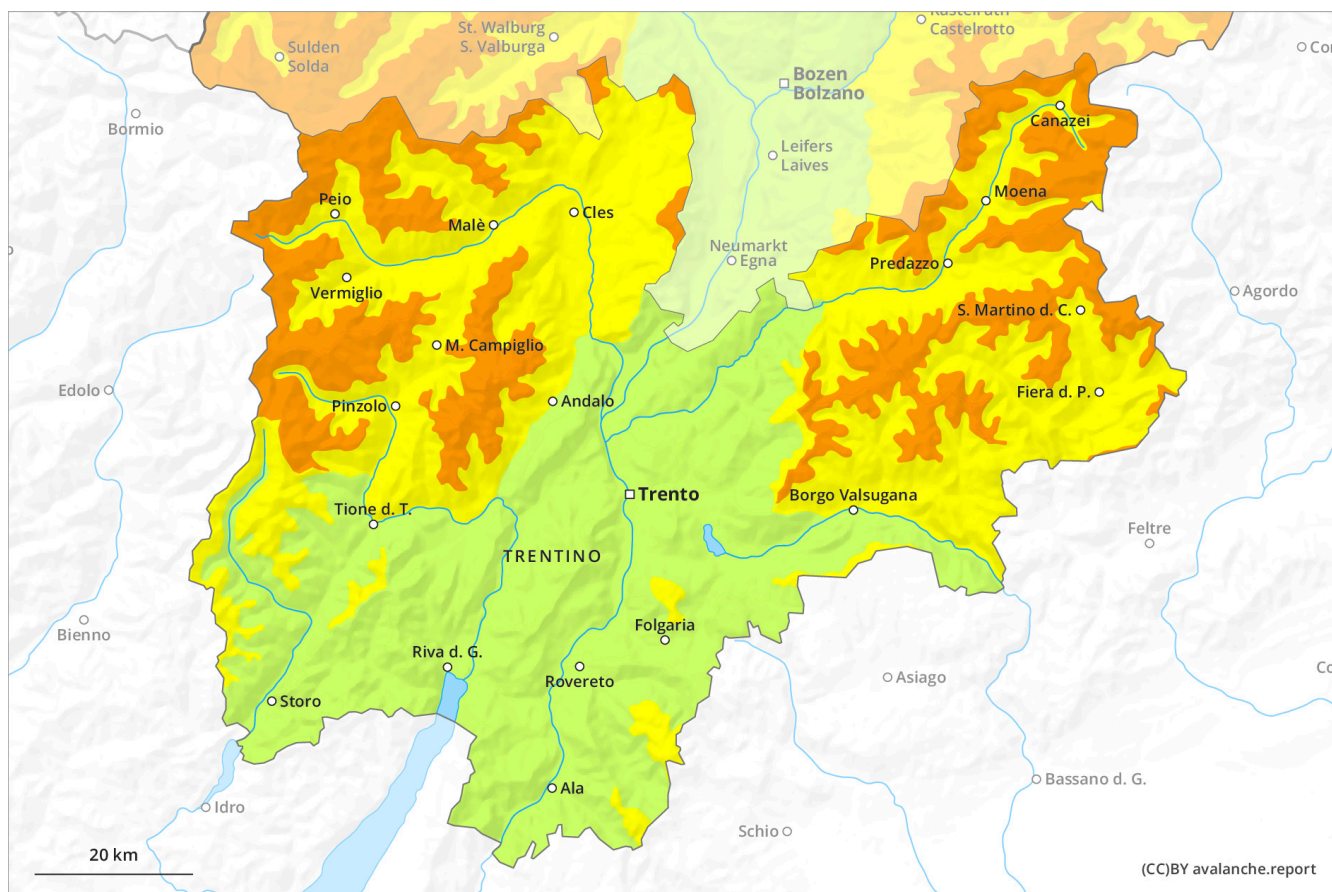 Kastelruth
Castelrotto
St. Walburg
S. Valburga
Sulden
Solda
Bozen
Bolzano
Bormio
Canazei
Leifers
Laives
Moena
Peio
Malè
Cles
Neumarkt
Egna
Predazzo
Vermiglio
Agordo
S. Martino d. C.
M. Campiglio
Edolo
Pinzolo
Andalo
Fiera d. P.
Trento
Borgo Valsugana
Tione d. T.
Feltre
TRENTINO
Bienno
Folgaria
Riva d. G.
Rovereto
Asiago
Storo
Bassano d. G.
Ala
Idro
Schio
20 km
(CC)BY avalanche.report